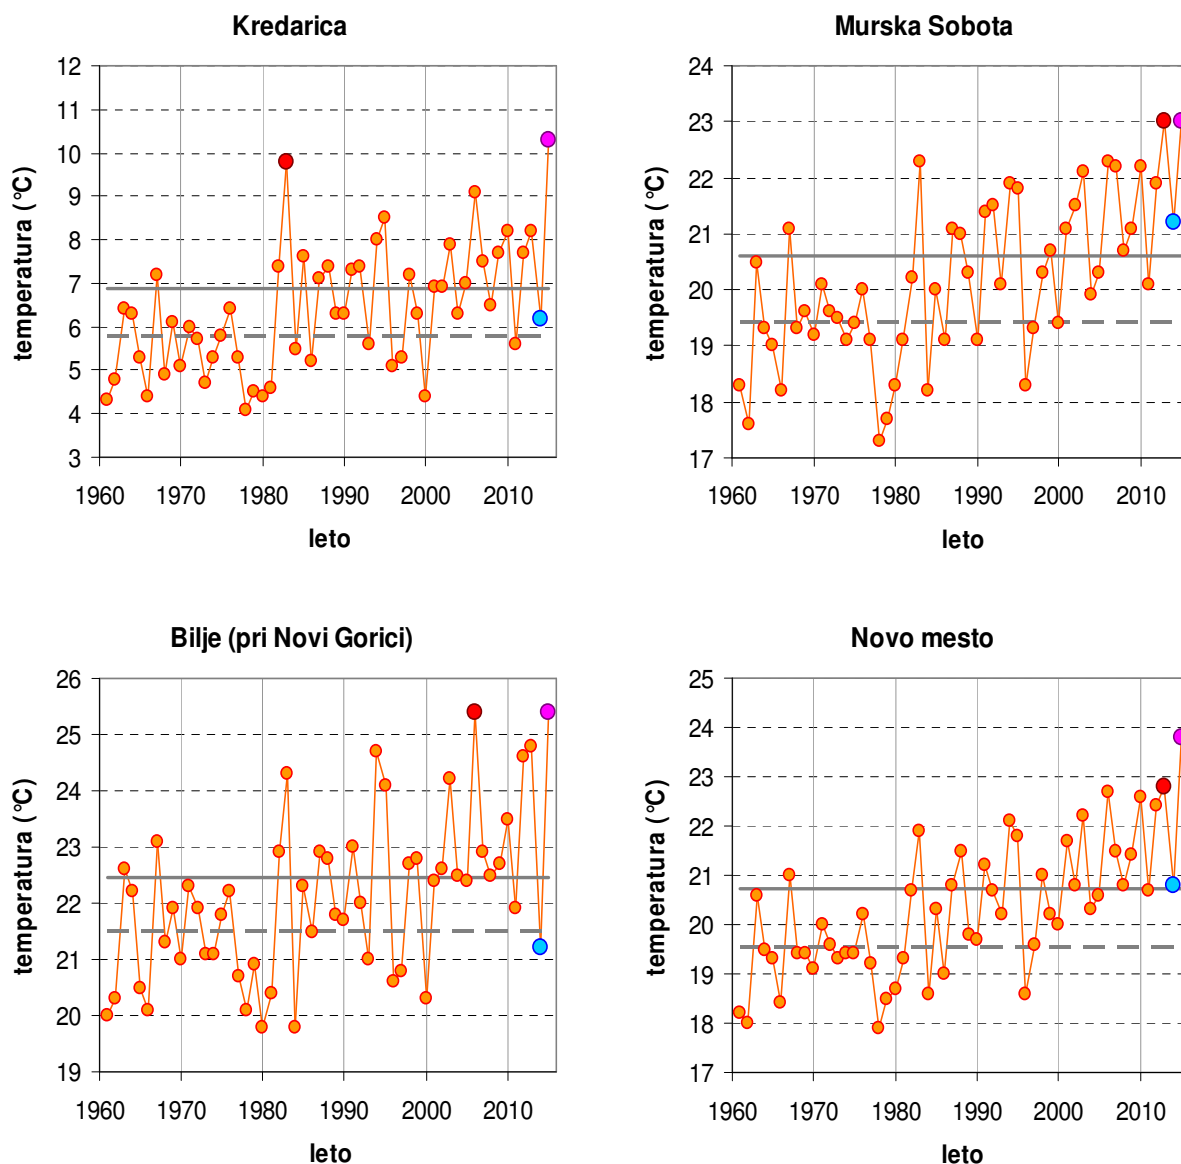 Kredarica
12
11
10
9
8
7
6
5
4
3
temperatura (°C)
1960 1970 1980 1990 2000 2010
leto
Murska Sobota
24
23
22
21
20
19
18
17
temperatura (°C)
1960 1970 1980 1990 2000 2010
leto
Bilje (pri Novi Gorici)
26
25
24
23
22
21
20
19
temperatura (°C)
1960 1970 1980 1990 2000 2010
leto
Novo mesto
25
24
23
22
21
20
19
18
17
temperatura (°C)
1960 1970 1980 1990 2000 2010
leto